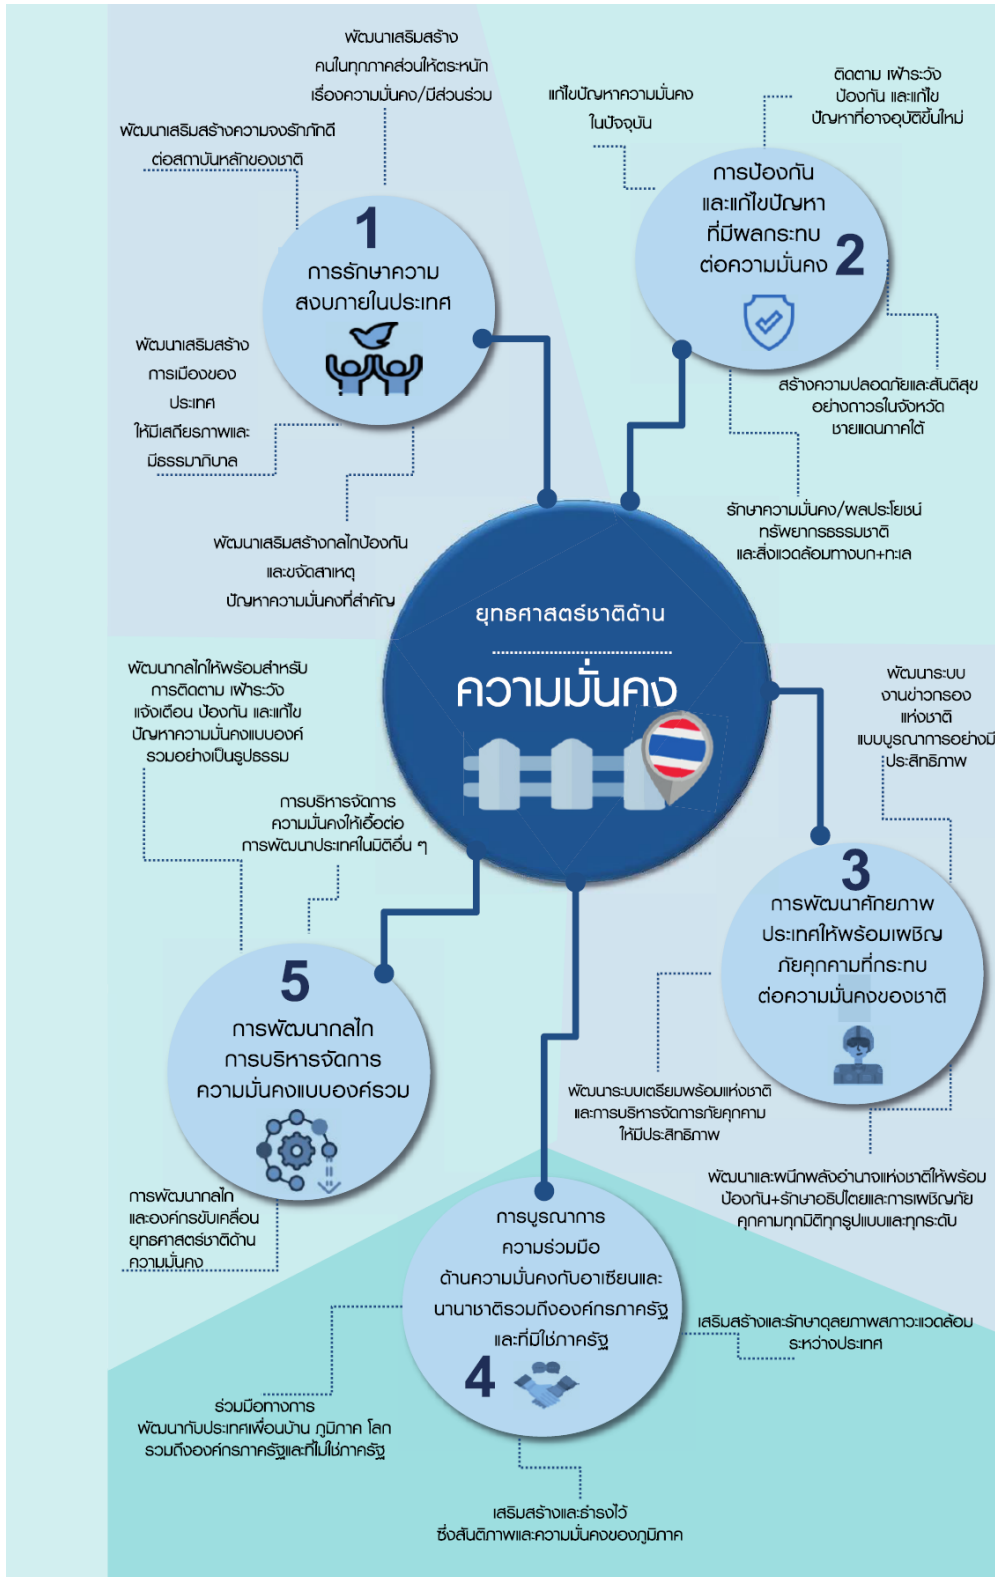 พัฒนาเสริมสร้าง
คนในทุกภาคส่วนให้ตระหนัก
เรื่องความมั่นคง/มีส่วนร่วม
พัฒนาเสริมสร้างความจงรักภักดี
ต่อสถาบันหลักของชาติ
1
การรักษาความ
สงบภายในประเทศ
พัฒนาเสริมสร้าง
การเมืองของ
ประเทศ
ให้มีเสถียรภาพและ
มีธรรมาภิบาล
พัฒนาเสริมสร้างกลไกป้องกัน
และขจัดสาเหตุ
ปัญหาความมั่นคงที่สำคัญ
แก้ไขปัญหาความมั่นคง
ในปัจจุบัน
ติดตาม เฝ้าระวัง
ป้องกัน และแก้ไข
ปัญหาที่อาจอุบัติขึ้นใหม่
การป้องกัน
และแก้ไขปัญหา
ที่มีผลกระทบ
ต่อความมั่นคง
2
สร้างความปลอดภัยและสันติสุข
อย่างถาวรในจังหวัด
ชายแดนภาคใต้
รักษาความมั่นคง/ผลประโยชน์
ทรัพยากรธรรมชาติ
และสิ่งแวดล้อมทางบก+ทะเล
ยุทธศาสตร์ชาติด้าน
ความมั่นคง
พัฒนาระบบ
งานข่าวกรอง
แห่งชาติ
แบบบูรณาการอย่างมี
ประสิทธิภาพ
3
การพัฒนาศักยภาพ
ประเทศให้พร้อมเผชิญ
ภัยคุกคามที่กระทบ
ต่อความมั่นคงของชาติ
พัฒนาระบบเตรียมพร้อมแห่งชาติ
และการบริหารจัดการภัยคุกคาม
ให้มีประสิทธิภาพ
พัฒนาและผนึกพลังอำนาจแห่งชาติให้พร้อม
ป้องกัน+รักษาอธิปไตยและการเผชิญภัย
คุกคามทุกมิติทุกรูปแบบและทุกระดับ
พัฒนากลไกให้พร้อมสำหรับ
การติดตาม เฝ้าระวัง
แจ้งเตือน ป้องกัน และแก้ไข
ปัญหาความมั่นคงแบบองค์
รวมอย่างเป็นรูปธรรม
การบริหารจัดการ
ความมั่นคงให้เอื้อต่อ
การพัฒนาประเทศในมิติอื่น ๆ
5
การพัฒนากลไก
การบริหารจัดการ
ความมั่นคงแบบองค์รวม
การพัฒนากลไก
และองค์กรขับเคลื่อน
ยุทธศาสตร์ชาติด้าน
ความมั่นคง
การบูรณาการ
ความร่วมมือ
ด้านความมั่นคงกับอาเซียนและ
นานาชาติรวมถึงองค์กรภาครัฐ
และที่มิใช่ภาครัฐ
4
เสริมสร้างและรักษาดุลยภาพสภาวะแวดล้อม
ระหว่างประเทศ
ร่วมมือทางการ
พัฒนากับประเทศเพื่อนบ้าน ภูมิภาค โลก
รวมถึงองค์กรภาครัฐและที่ไม่ใช่ภาครัฐ
เสริมสร้างและธำรงไว้
ซึ่งสันติภาพและความมั่นคงของภูมิภาค